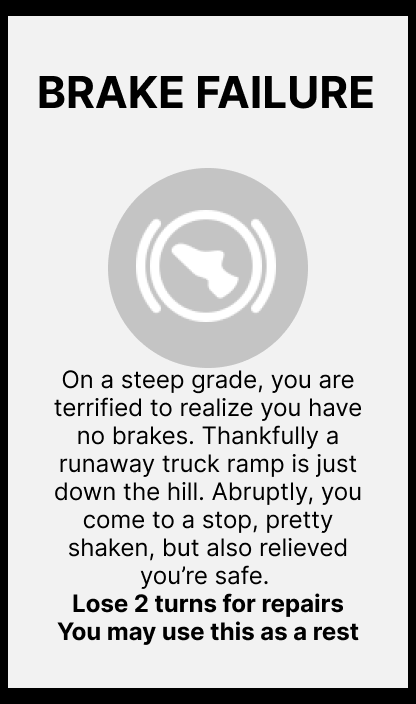 BRAKE FAILURE
On a steep grade, you are
terrified to realize you have
no brakes. Thankfully a
runaway truck ramp is just
down the hill. Abruptly, you
come to a stop, pretty
shaken, but also relieved
you’re safe.
Lose 2 turns for repairs
You may use this as a rest